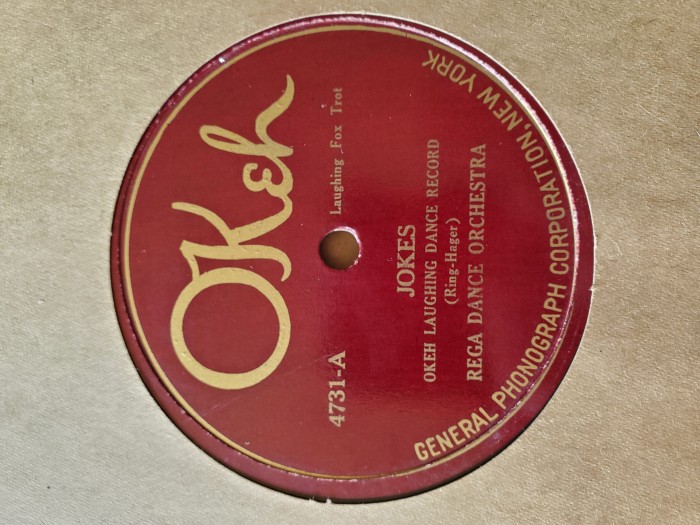 OKeh
4731-A
Laughing Fox Trot
JOKES
OKEH LAUGHING DANCE RECORD
(Ring-Hager)
REGA DANCE ORCHESTRA
GENERAL PHONOGRAPH CORPORATION, NEW YORK